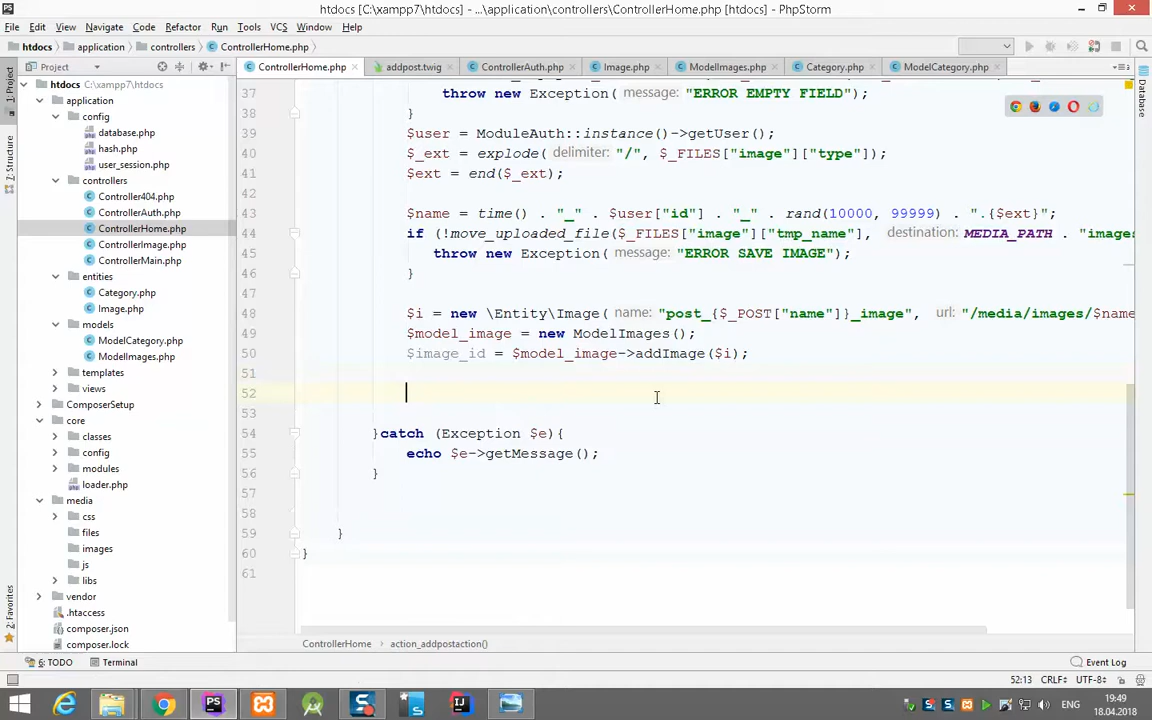 htdocs [C:\xampp7\htdocs] - ...\application\controllers\ControllerHome.php [htdocs] - PhpStorm
File Edit View Navigate Code Refactor Tools VCS Window Help
Run
htdocs application controllers ControllerHome.php
Project
ControllerHome.php addpost.twig ControllerAuth.php Image.php ModelImages.php Category.php ModelCategory.php
1: Project
7: Structure
2: Favorites
Database
htdocs C:\xampp7\htdocs
application
config
database.php
hash.php
user_session.php
controllers
Controller404.php
ControllerAuth.php
ControllerHome.php
ControllerImage.php
ControllerMain.php
entities
Category.php
Image.php
models
ModelCategory.php
ModelImages.php
templates
views
ComposerSetup
core
classes
config
modules
loader.php
media
css
files
images
js
libs
vendor
.htaccess
composer.json
composer.lock
37 throw new Exception( message: "ERROR EMPTY FIELD");
38 }
39 $user = ModuleAuth::instance()->getUser();
40 $_ext = explode( delimiter: "/", $_FILES["image"]["type"]);
41 $ext = end($_ext);
42
43 $name = time() . "_" . $user["id"] . "_" . rand(10000, 99999) . ".{$ext}";
44 if (!move_uploaded_file($_FILES["image"]["tmp_name"], destination: MEDIA_PATH . "images
45 throw new Exception( message: "ERROR SAVE IMAGE");
46 }
47
48 $i = new \Entity\Image( name: "post_{$_POST["name"]}_image", url: "/media/images/$name
49 $model_image = new ModelImages();
50 $image_id = $model_image->addImage($i);
51
52
53
54 }catch (Exception $e){
55 echo $e->getMessage();
56 }
57
58
59 }
60 }
61
ControllerHome action_addpostaction()
6: TODO Terminal Event Log
52:13 CRLF÷ UTF-8÷
ENG 19:49
18.04.2018